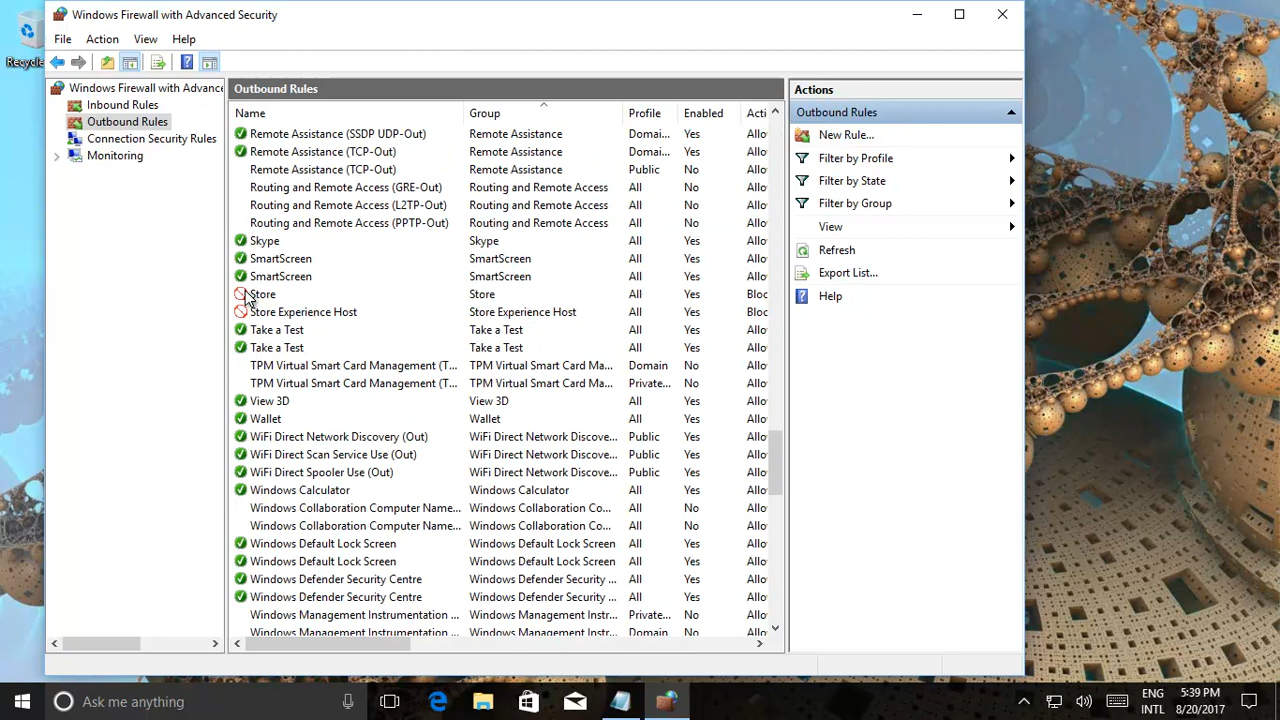 Recycle
Windows Firewall with Advanced Security
File Action View Help
Windows Firewall with Advance
Inbound Rules
Outbound Rules
Connection Security Rules
Monitoring
Outbound Rules
Name Group Profile Enabled Acti
Remote Assistance (SSDP UDP-Out) Remote Assistance Domai... Yes Allo
Remote Assistance (TCP-Out) Remote Assistance Domai... Yes Allo
Remote Assistance (TCP-Out) Remote Assistance Public No Allo
Routing and Remote Access (GRE-Out) Routing and Remote Access All No Allo
Routing and Remote Access (L2TP-Out) Routing and Remote Access All No Allo
Routing and Remote Access (PPTP-Out) Routing and Remote Access All No Allo
Skype Skype All Yes Allo
SmartScreen SmartScreen All Yes Allo
SmartScreen SmartScreen All Yes Allo
Store Store All Yes Bloc
Store Experience Host Store Experience Host All Yes Bloc
Take a Test Take a Test All Yes Allo
Take a Test Take a Test All Yes Allo
TPM Virtual Smart Card Management (T... TPM Virtual Smart Card Ma... Domain No Allo
TPM Virtual Smart Card Management (T... TPM Virtual Smart Card Ma... Private... No Allo
View 3D View 3D All Yes Allo
Wallet Wallet All Yes Allo
WiFi Direct Network Discovery (Out) WiFi Direct Network Discove... Public Yes Allo
WiFi Direct Scan Service Use (Out) WiFi Direct Network Discove... Public Yes Allo
WiFi Direct Spooler Use (Out) WiFi Direct Network Discove... Public Yes Allo
Windows Calculator Windows Calculator All Yes Allo
Windows Collaboration Computer Name... Windows Collaboration Co... All No Allo
Windows Collaboration Computer Name... Windows Collaboration Co... All No Allo
Windows Default Lock Screen Windows Default Lock Screen All Yes Allo
Windows Default Lock Screen Windows Default Lock Screen All Yes Allo
Windows Defender Security Centre Windows Defender Security ... All Yes Allo
Windows Defender Security Centre Windows Defender Security ... All Yes Allo
Windows Management Instrumentation ... Windows Management Instr... Private... No Allo
Windows Management Instrumentation ... Windows Management Instr... Domain No Allo
Actions
Outbound Rules
New Rule...
Filter by Profile
Filter by State
Filter by Group
View
Refresh
Export List...
Help
Ask me anything
ENG
INTL
5:39 PM
8/20/2017